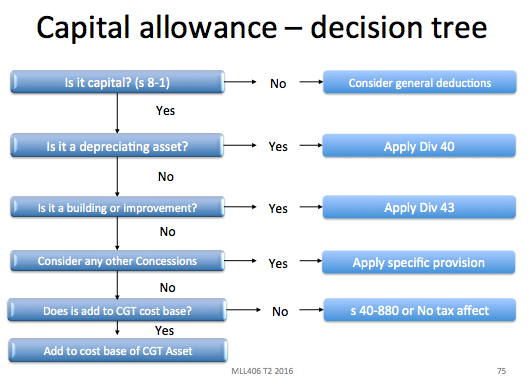 Capital allowance – decision tree
Is it capital? (s 8-1)
No
Consider general deductions
Yes
Is it a depreciating asset?
Yes
Apply Div 40
No
Is it a building or improvement?
Yes
Apply Div 43
No
Consider any other Concessions
Yes
Apply specific provision
No
Does is add to CGT cost base?
No
s 40-880 or No tax affect
Yes
Add to cost base of CGT Asset
MLL406 T2 2016
75